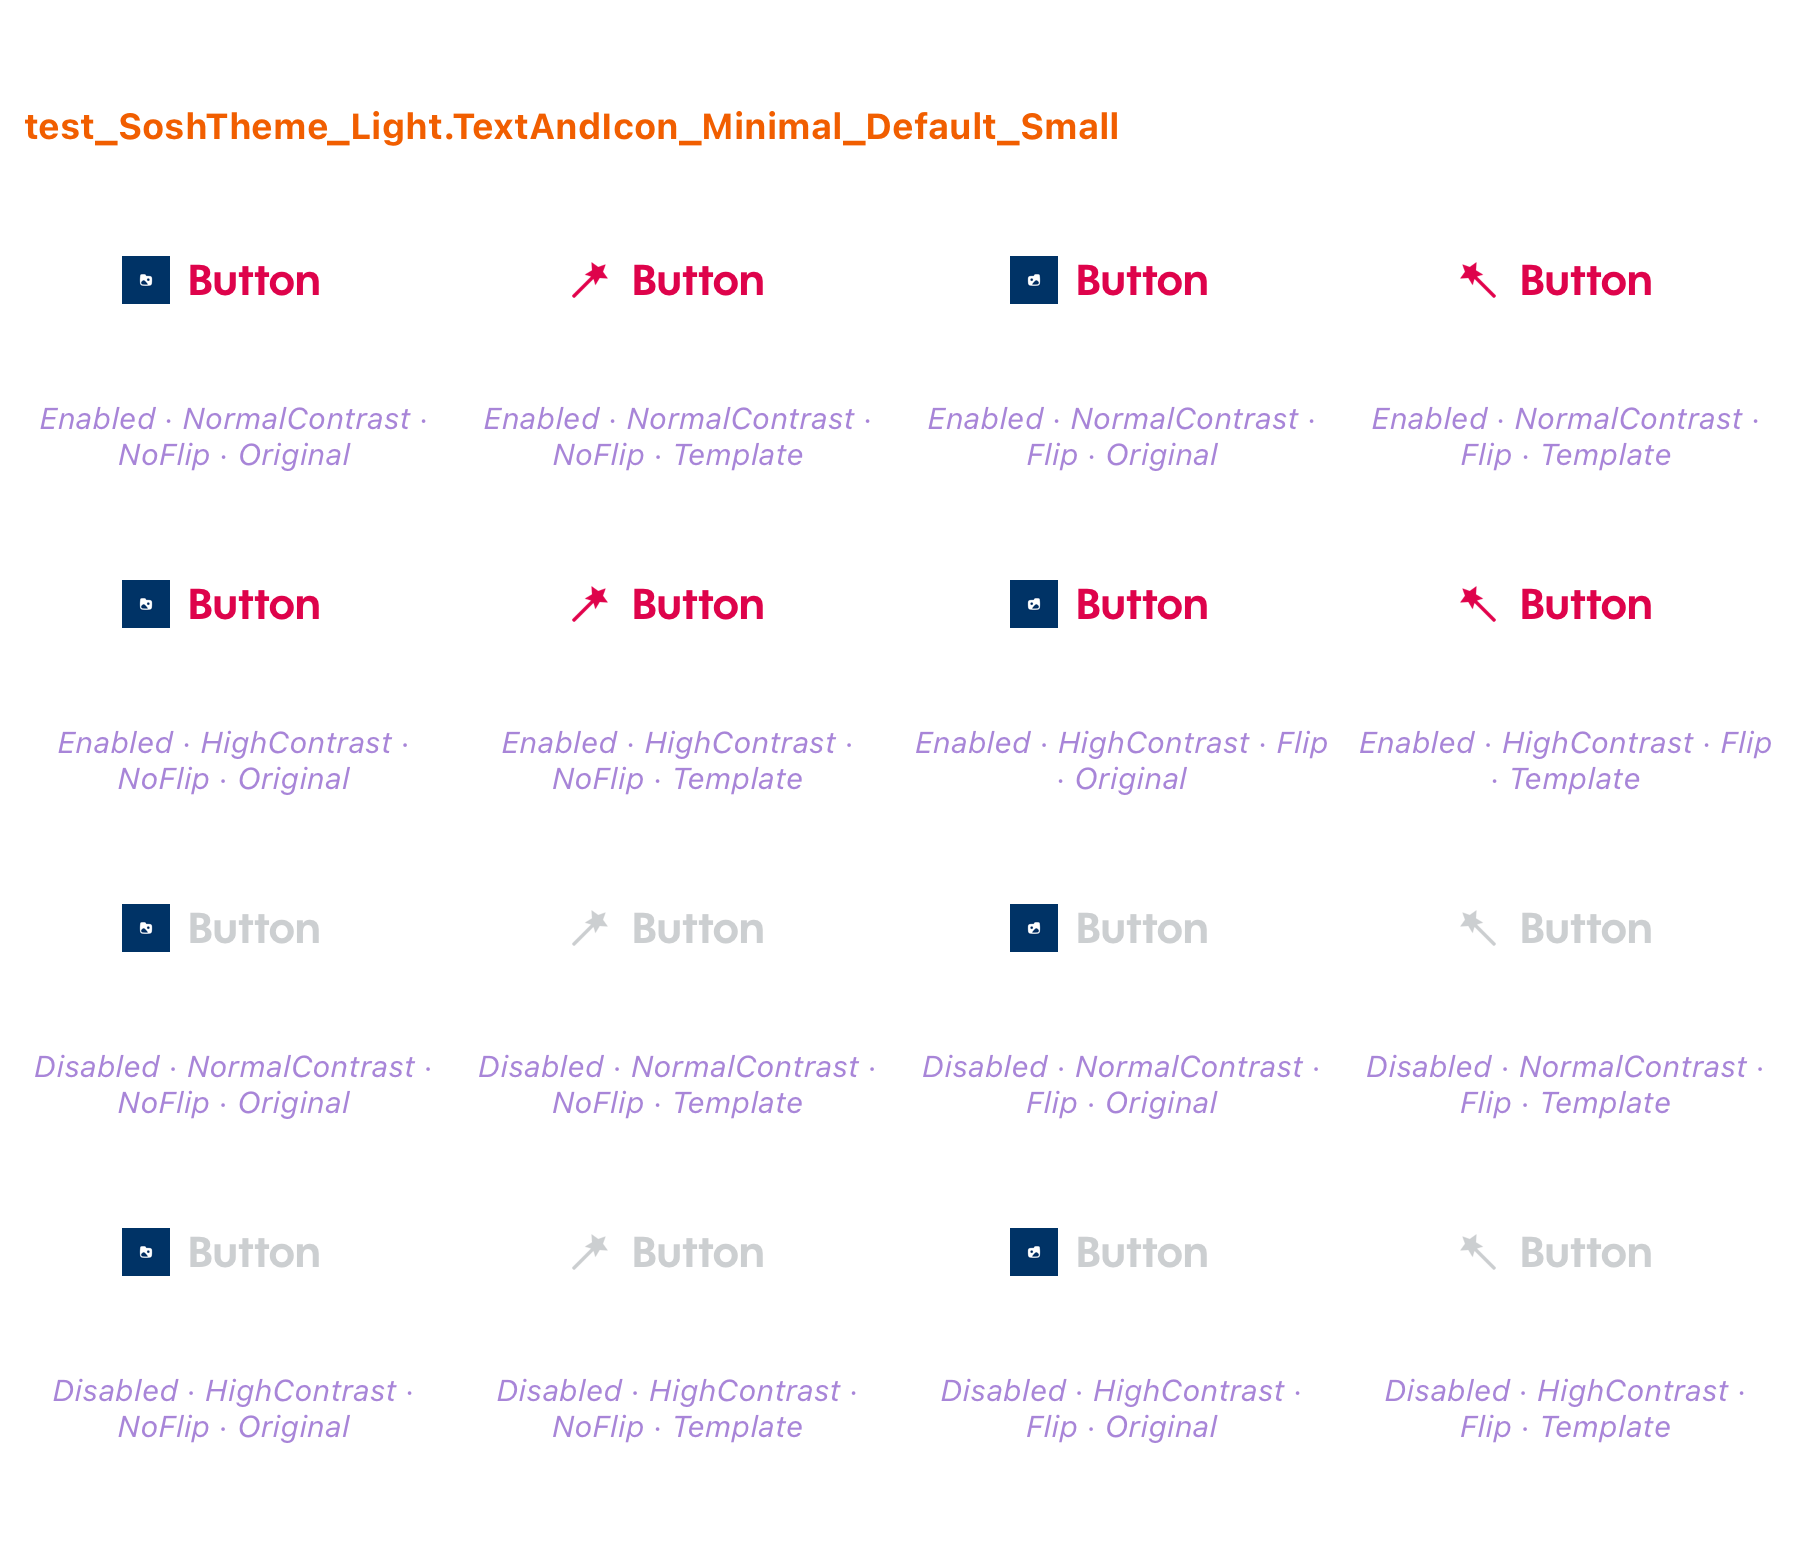 test_SoshTheme_Light.TextAndIcon_Minimal_Default_Small
Button Button Button Button
Enabled · NormalContrast · Enabled · NormalContrast · Enabled · NormalContrast · Enabled · NormalContrast ·
NoFlip · Original NoFlip · Template Flip · Original Flip · Template
Button Button Button Button
Enabled · HighContrast · Enabled · HighContrast · Enabled · HighContrast · Flip Enabled · HighContrast · Flip
NoFlip · Original NoFlip · Template · Original · Template
Button Button Button Button
Disabled · NormalContrast · Disabled · NormalContrast · Disabled · NormalContrast · Disabled · NormalContrast ·
NoFlip · Original NoFlip · Template Flip · Original Flip · Template
Button Button Button Button
Disabled · HighContrast · Disabled · HighContrast · Disabled · HighContrast · Disabled · HighContrast ·
NoFlip · Original NoFlip · Template Flip · Original Flip · Template